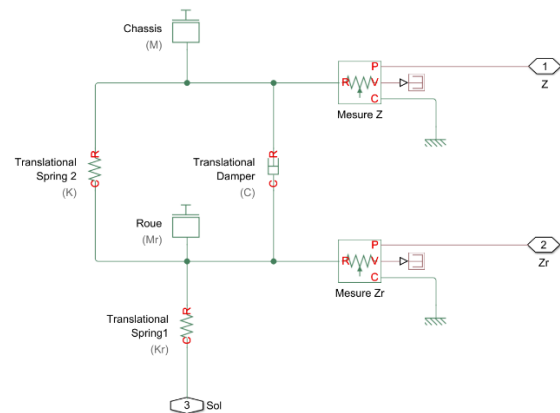 Chassis
(M)
P
1
R
V
Z
C
Mesure Z
R
R
Translational
Spring 2
(K)
C
Translational
Damper
(C)
C
Roue
(Mr)
P
2
R
V
Zr
C
Mesure Zr
R
Translational
Spring1
(Kr)
C
3
Sol